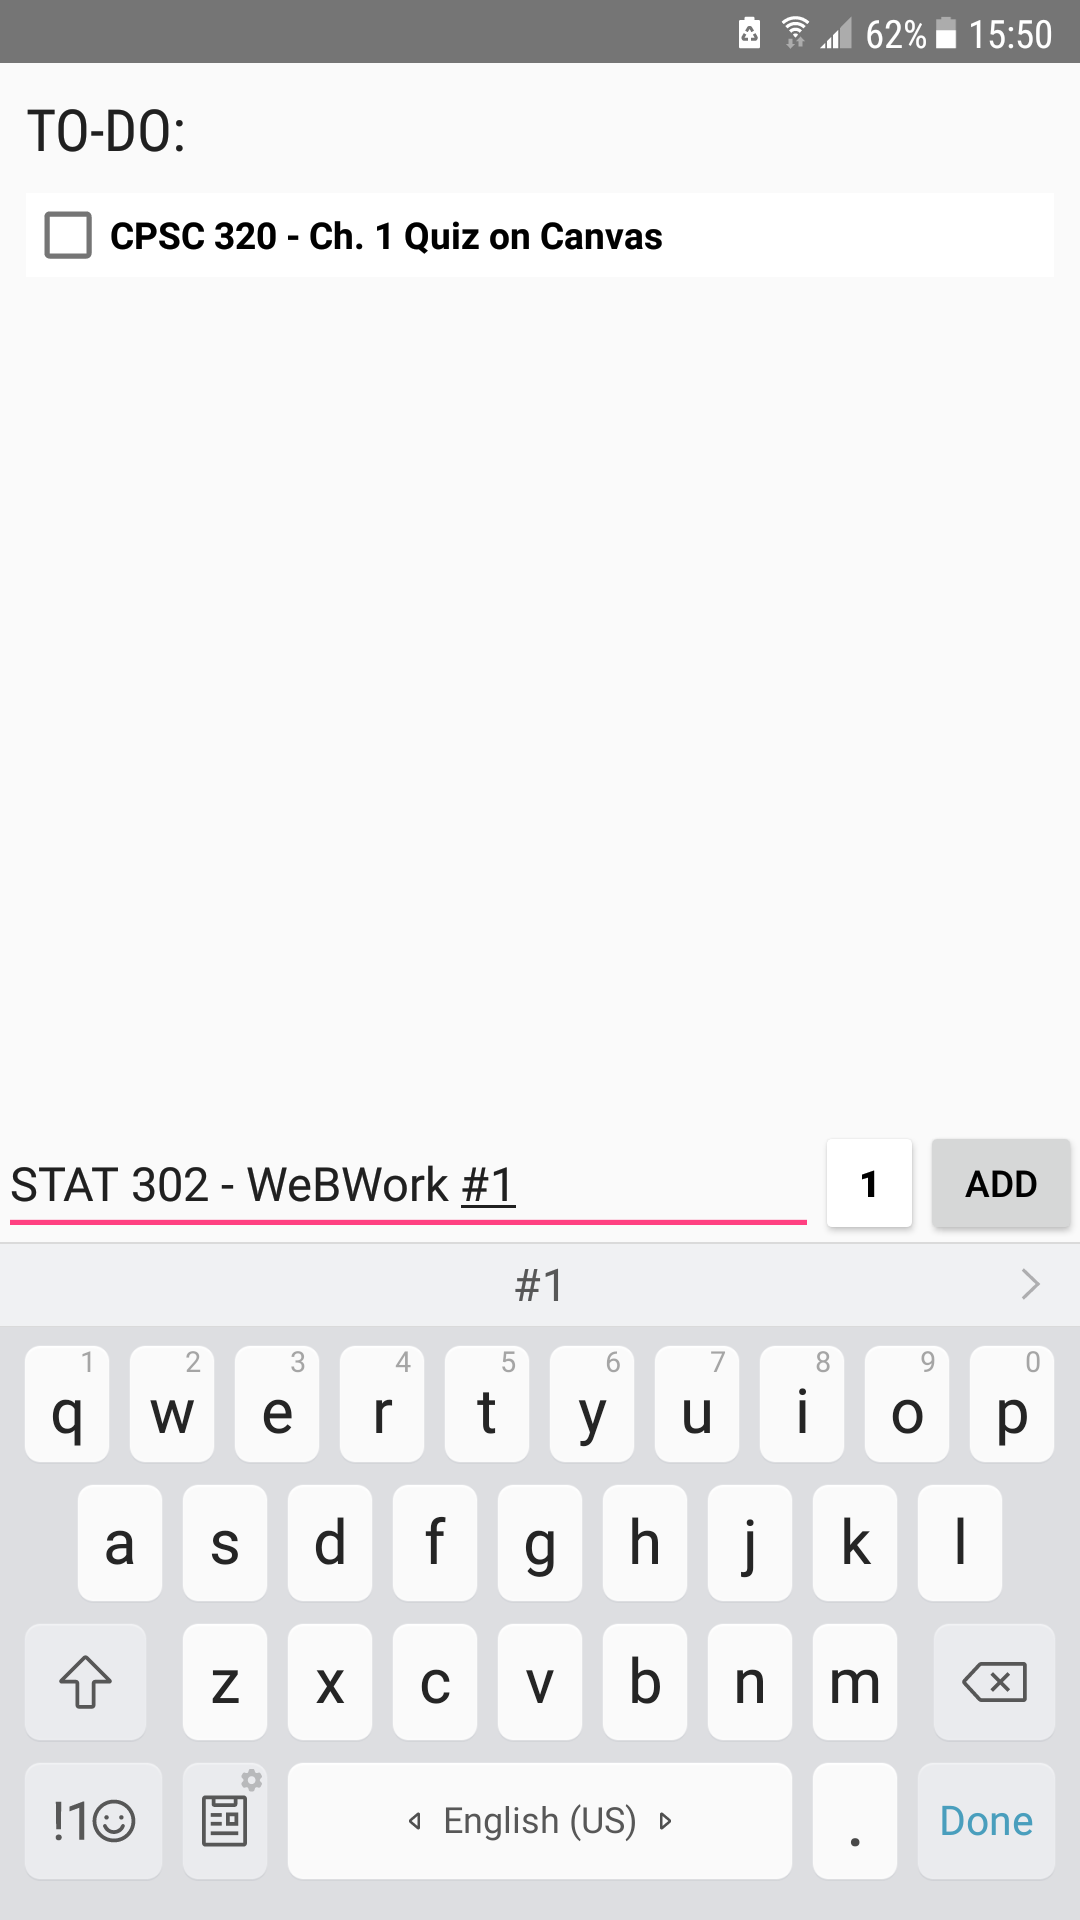 62% 15:50
TO-DO:
CPSC 320 - Ch. 1 Quiz on Canvas
STAT 302 - WeBWork #1 1 ADD
#1
1 2 3 4 5 6 7 8 9 0
q w e r t y u i o p
a s d f g h j k l
z x c v b n m
!1☺ English (US) . Done